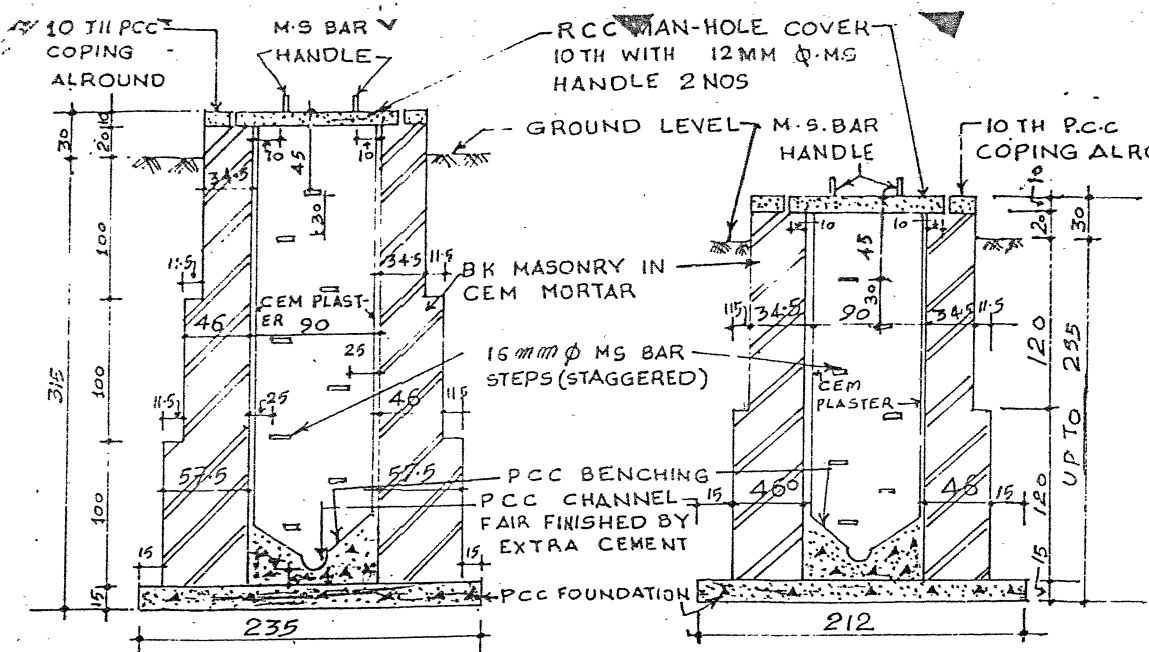 10 TH PCC
COPING
ALROUND
M.S BAR
HANDLE
RCC MAN-HOLE COVER
10TH WITH 12MM Φ.MS
HANDLE 2 NOS
GROUND LEVEL
M.S.BAR
HANDLE
10 TH P.C.C
COPING ALRO
30
20
10
10
45
10
34.5
30
100
11.5
34.5
11.5
BK MASONRY IN
CEM MORTAR
CEM PLAST-
ER
46
90
25
16mm φ MS BAR
STEPS (STAGGERED)
315
100
11.5
25
46
11.5
57.5
57.5
PCC BENCHING
PCC CHANNEL
FAIR FINISHED BY
EXTRA CEMENT
100
15
15
15
PCC FOUNDATION
235
10
20
30
10
10
45
30
34.5
90
34.5
11.5
120
CEM
PLASTER
UP TO 255
15
46
46
15
120
15
212